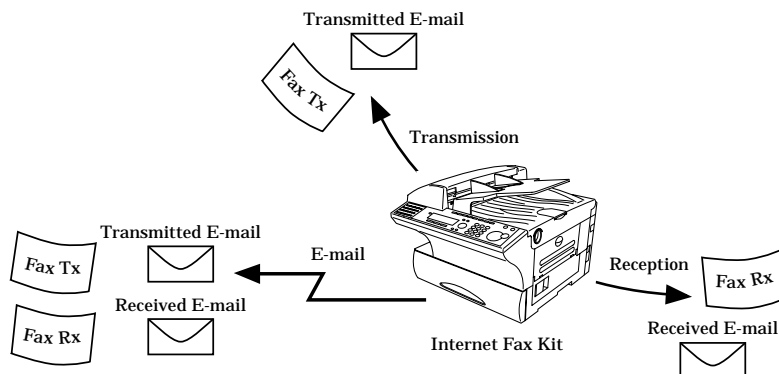 Transmitted E-mail
Fax Tx
Transmission
Transmitted E-mail
Fax Tx
E-mail
Received E-mail
Fax Rx
Internet Fax Kit
Reception
Fax Rx
Received E-mail